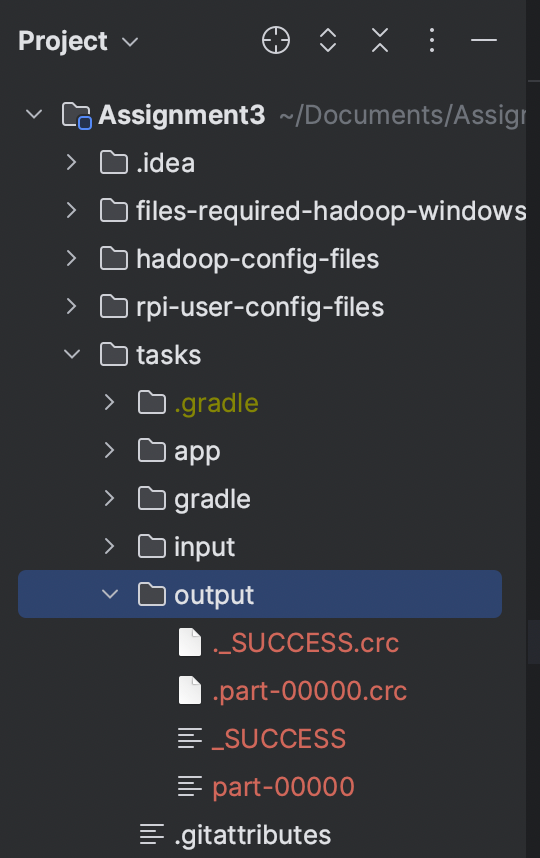 Project
Assignment3 ~/Documents/Assign
.idea
files-required-hadoop-windows
hadoop-config-files
rpi-user-config-files
tasks
.gradle
app
gradle
input
output
._SUCCESS.crc
.part-00000.crc
_SUCCESS
part-00000
.gitattributes